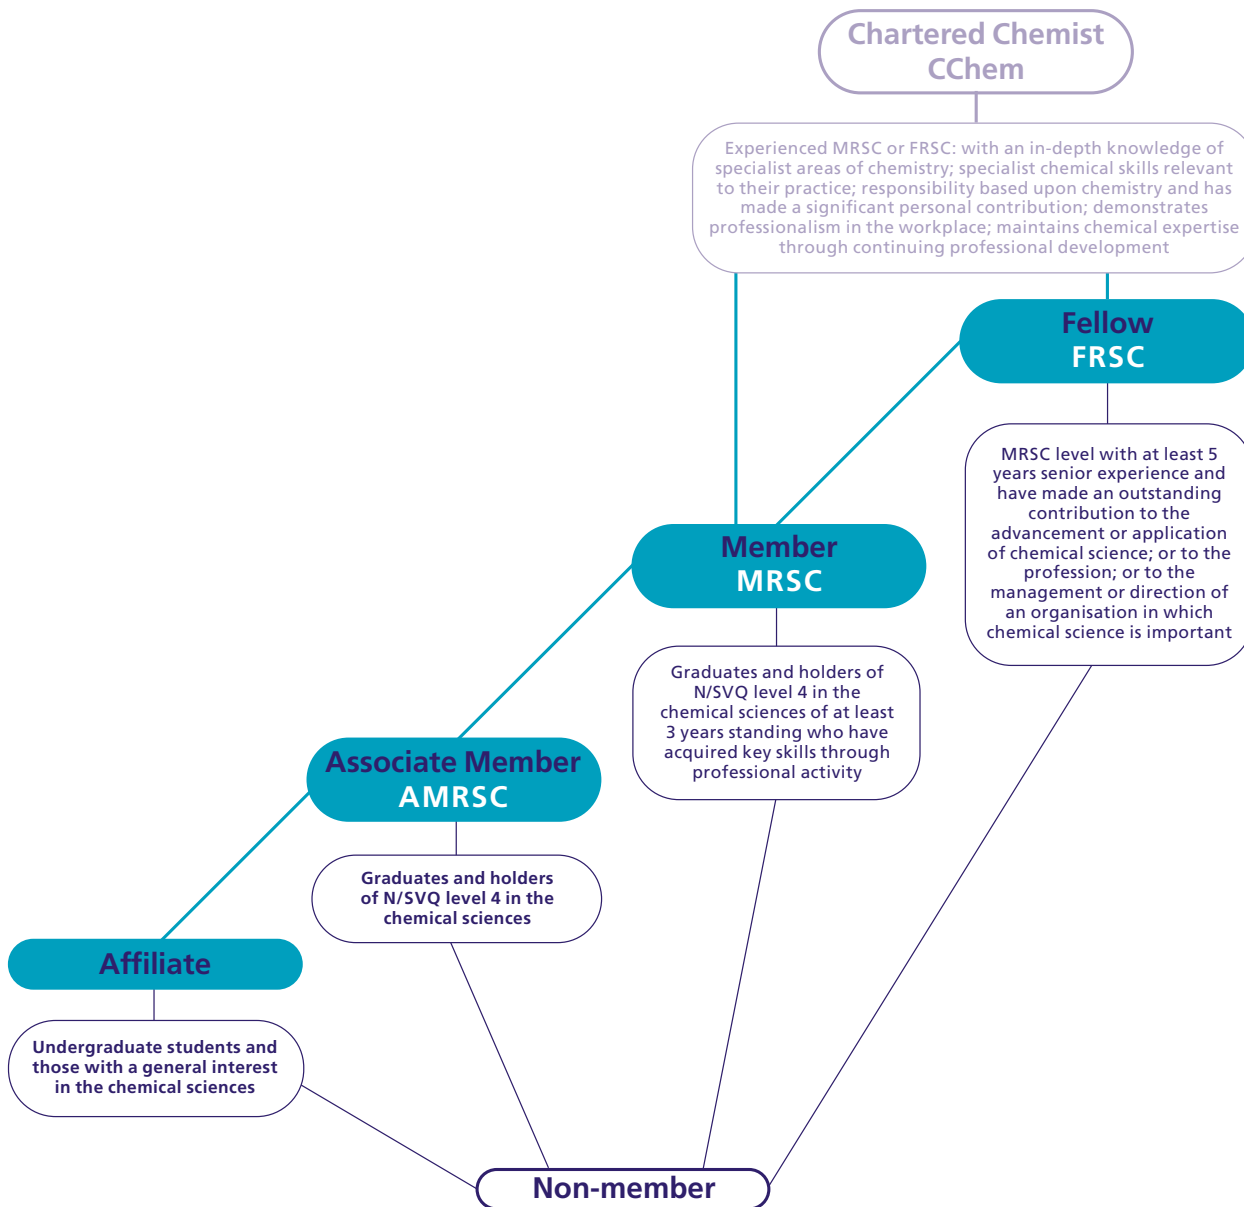 Chartered Chemist
CChem
Experienced MRSC or FRSC: with an in-depth knowledge of
specialist areas of chemistry; specialist chemical skills relevant
to their practice; responsibility based upon chemistry and has
made a significant personal contribution; demonstrates
professionalism in the workplace; maintains chemical expertise
through continuing professional development
Fellow
FRSC
MRSC level with at least 5
years senior experience and
have made an outstanding
contribution to the
advancement or application
of chemical science; or to the
profession; or to the
management or direction of
an organisation in which
chemical science is important
Member
MRSC
Graduates and holders of
N/SVQ level 4 in the
chemical sciences of at least
3 years standing who have
acquired key skills through
professional activity
Associate Member
AMRSC
Graduates and holders
of N/SVQ level 4 in the
chemical sciences
Affiliate
Undergraduate students and
those with a general interest
in the chemical sciences
Non-member